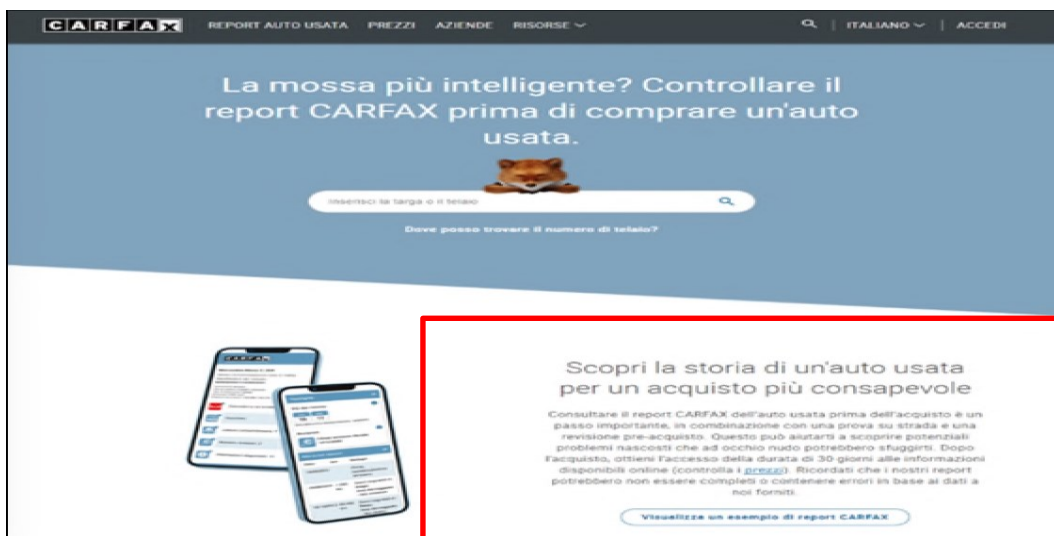 CARFAX REPORT AUTO USATA PREZZI AZIENDE RISORSE ITALIANO ACCEDI
La mossa più intelligente? Controllare il
report CARFAX prima di comprare un'auto
usata.
Inserisci la targa o il telaio
Dove posso trovare il numero di telaio?
CARFAX
Scopri la storia di un'auto usata
per un acquisto più consapevole
Consultare il report CARFAX dell'auto usata prima dell'acquisto è un
passo importante, in combinazione con una prova su strada e una
revisione pre-acquisto. Questo può aiutarti a scoprire potenziali
problemi nascosti che ad occhio nudo potrebbero sfuggirti. Dopo
l'acquisto, ottieni l'accesso della durata di 30 giorni alle informazioni
disponibili online (controlla i prezzi). Ricordati che i nostri report
potrebbero non essere completi o contenere errori in base ai dati a
noi forniti.
Visualizza un esempio di report CARFAX